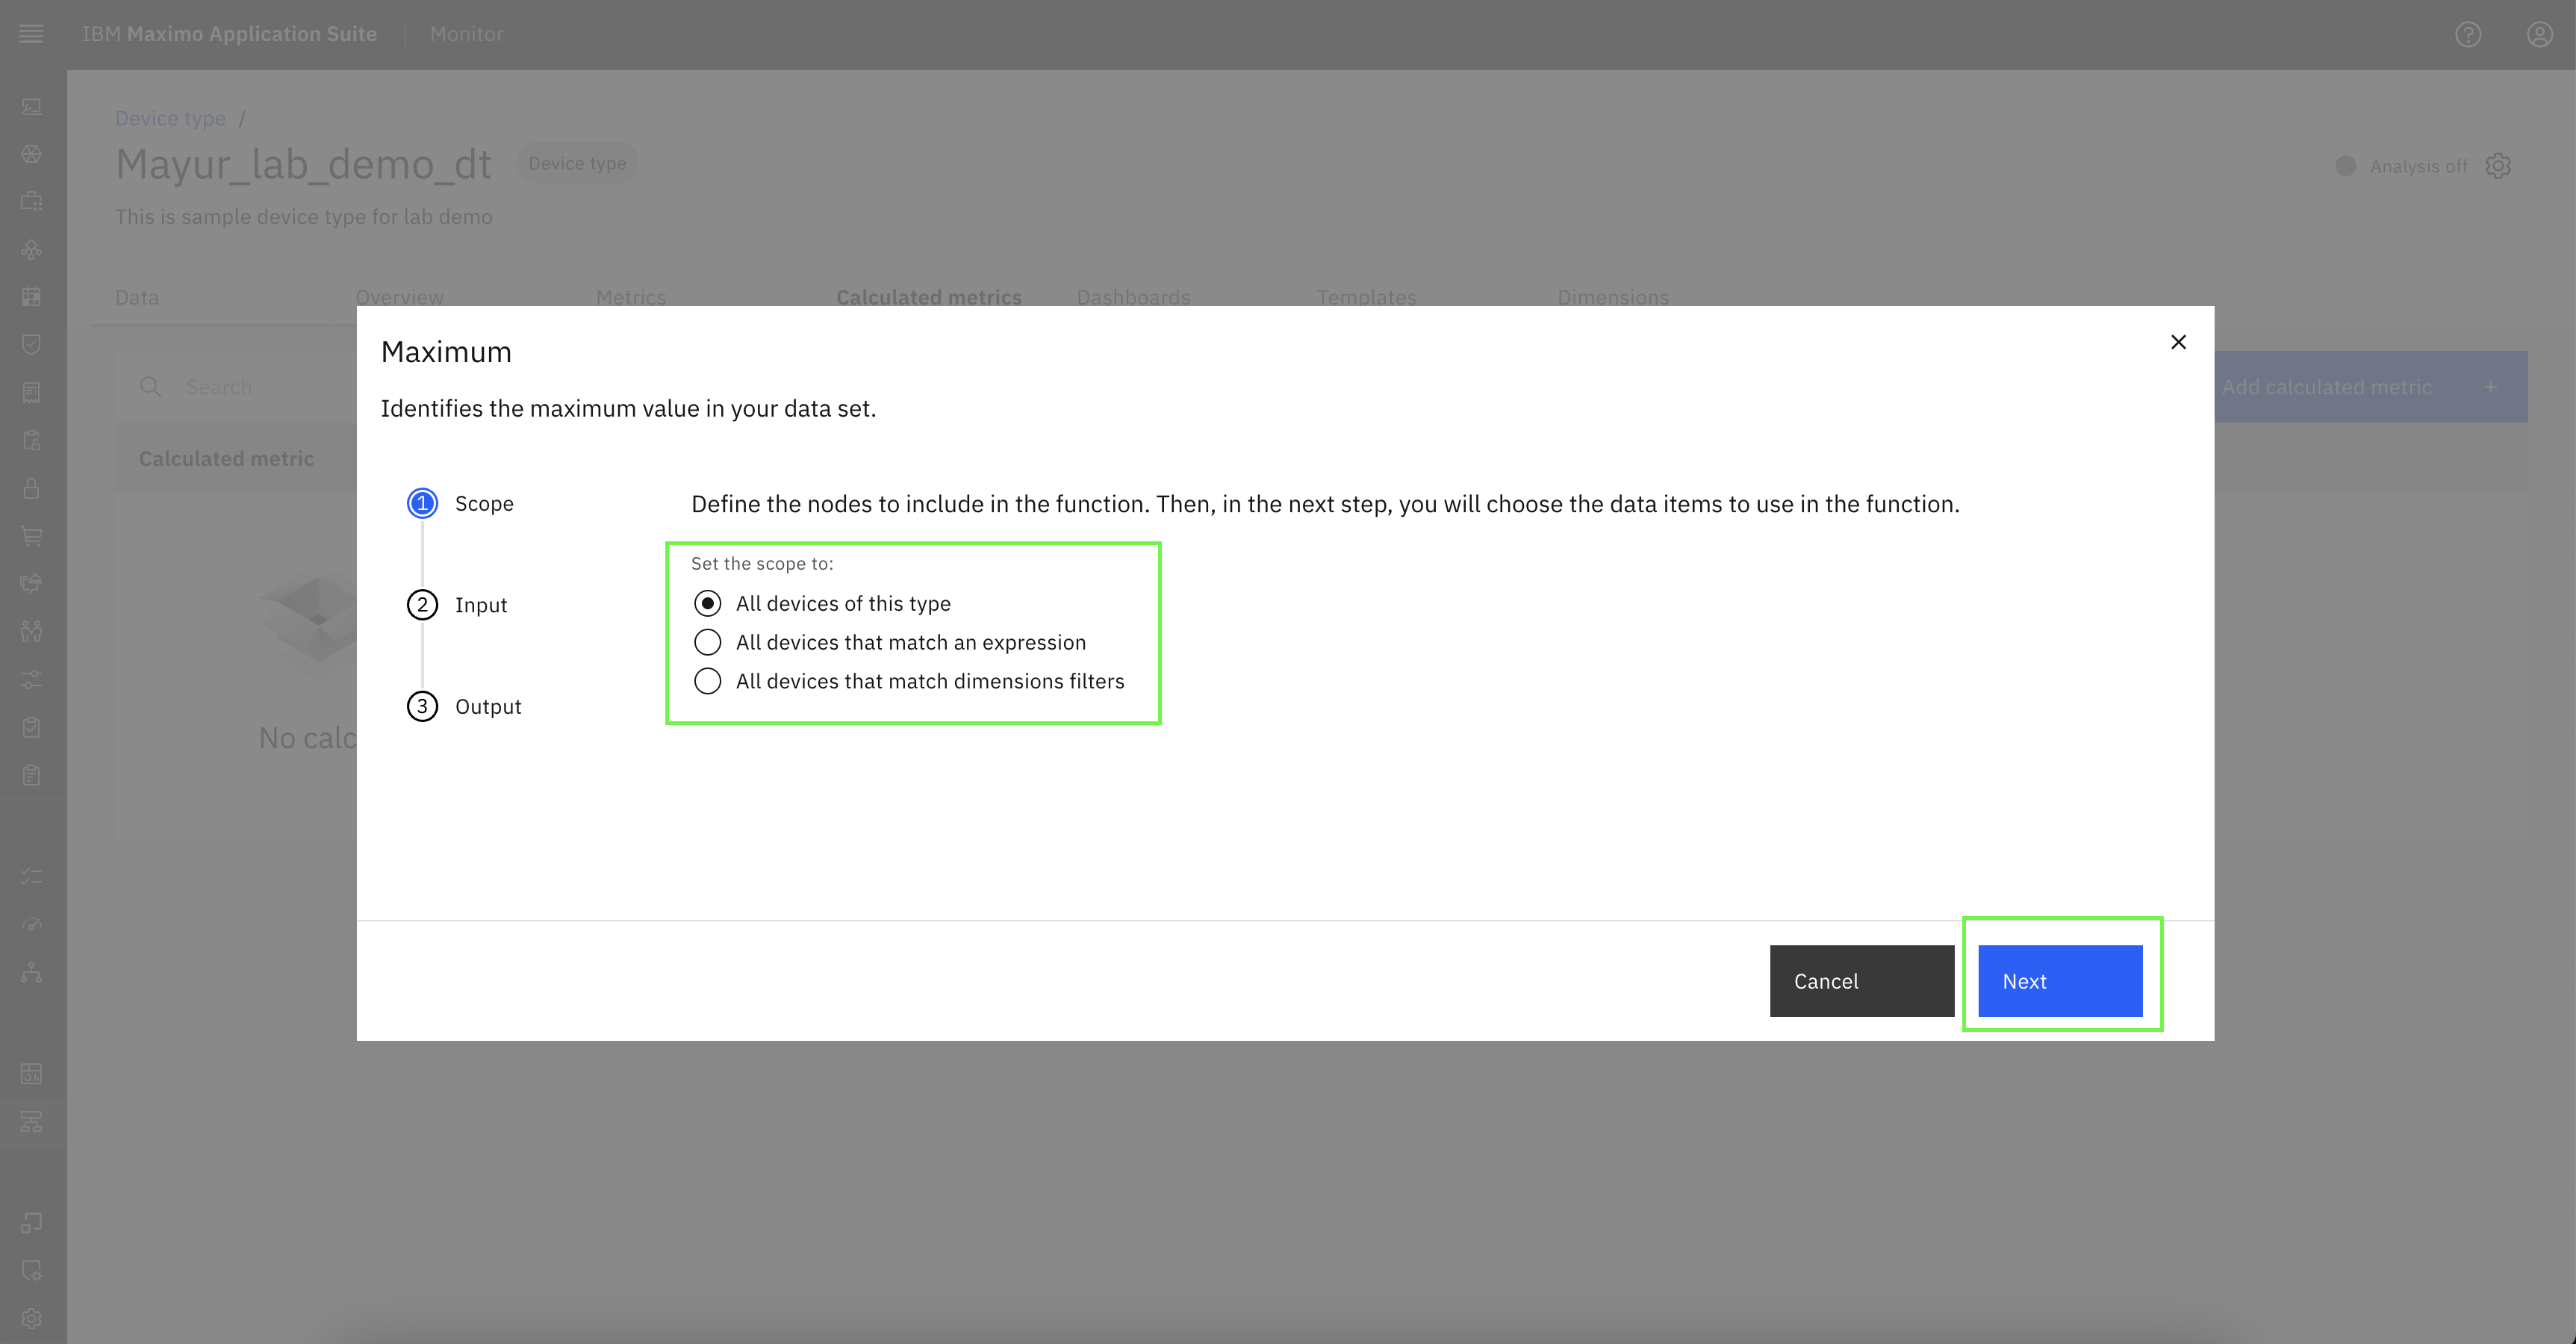 IBM Maximo Application Suite Monitor
Device type /
Mayur_lab_demo_dt Device type
Analysis off
This is sample device type for lab demo
Data Overview Metrics Calculated metrics Dashboards Templates Dimensions
Search
Add calculated metric +
Calculated metric
No calc
Maximum
Identifies the maximum value in your data set.
1 Scope
2 Input
3 Output
Define the nodes to include in the function. Then, in the next step, you will choose the data items to use in the function.
Set the scope to:
All devices of this type
All devices that match an expression
All devices that match dimensions filters
Cancel
Next